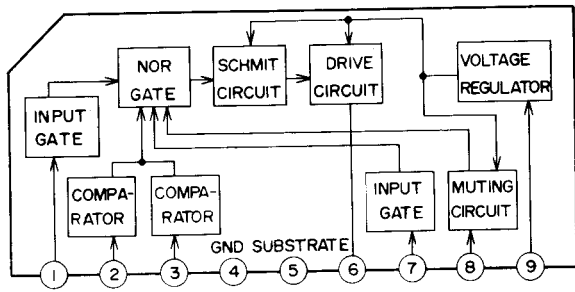 NOR
GATE
SCHMIT
CIRCUIT
DRIVE
CIRCUIT
VOLTAGE
REGULATOR
INPUT
GATE
COMPA-
RATOR
COMPA-
RATOR
INPUT
GATE
MUTING
CIRCUIT
GND SUBSTRATE
1 2 3 4 5 6 7 8 9